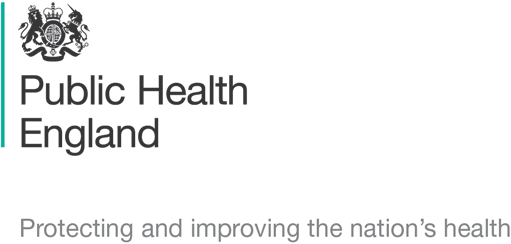 Public Health
England
Protecting and improving the nation's health